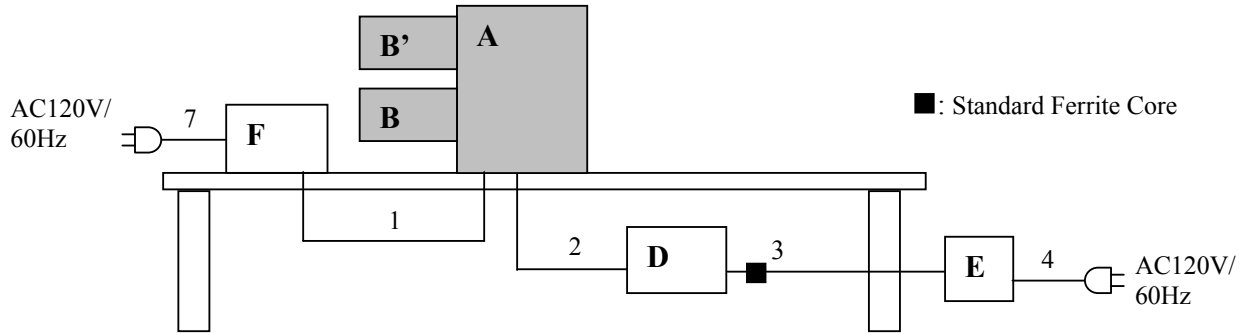 B’
A
AC120V/
60Hz
7
F
B
■: Standard Ferrite Core
1
2
D
3
E
4
AC120V/
60Hz